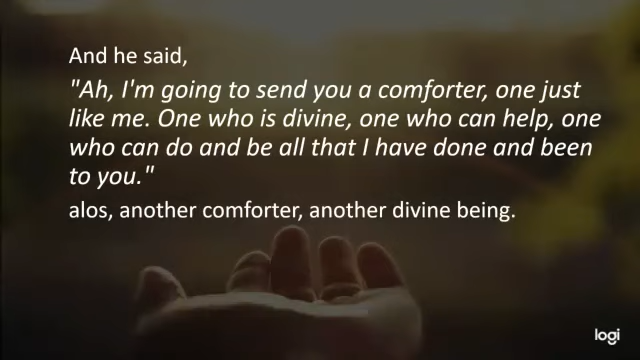 And he said,
"Ah, I'm going to send you a comforter, one just
like me. One who is divine, one who can help, one
who can do and be all that I have done and been
to you."
alos, another comforter, another divine being.
logi